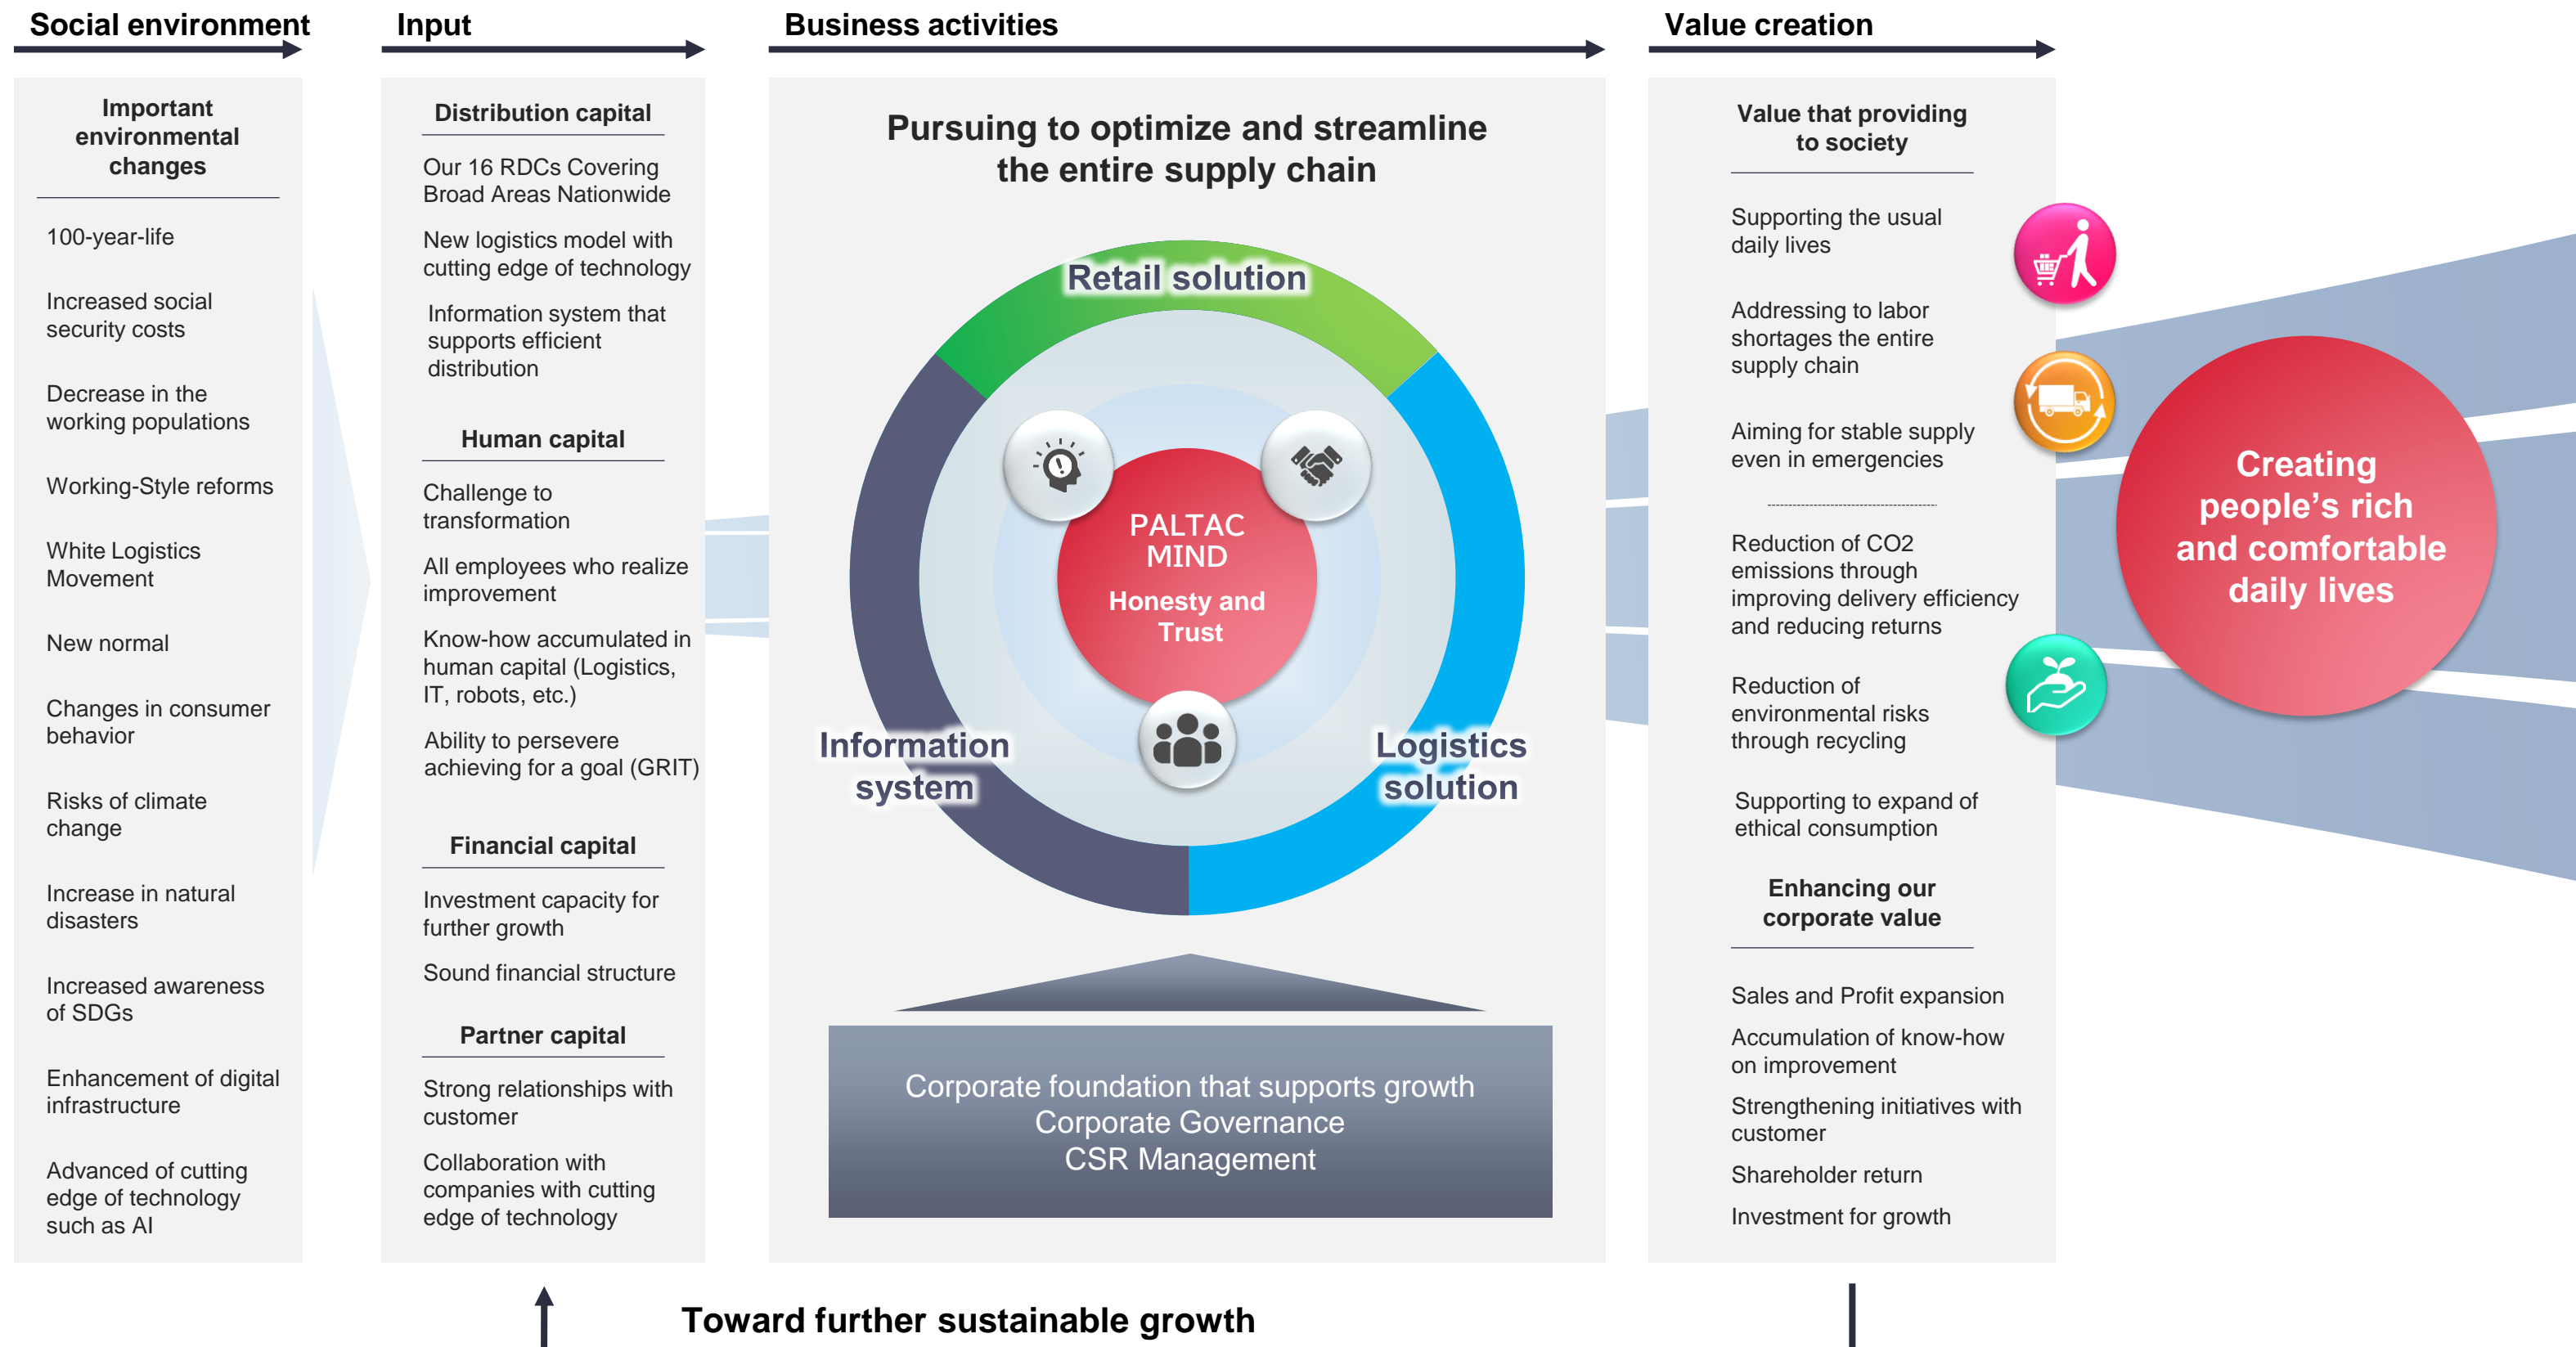 Social environment
Important
environmental
changes
100-year-life
Increased social
security costs
Decrease in the
working populations
Working-Style reforms
White Logistics
Movement
New normal
Changes in consumer
behavior
Risks of climate
change
Increase in natural
disasters
Increased awareness
of SDGs
Enhancement of digital
infrastructure
Advanced of cutting
edge of technology
such as AI
Input
Distribution capital
Our 16 RDCs Covering
Broad Areas Nationwide
New logistics model with
cutting edge of technology
Information system that
supports efficient
distribution
Human capital
Challenge to
transformation
All employees who realize
improvement
Know-how accumulated in
human capital (Logistics,
IT, robots, etc.)
Ability to persevere
achieving for a goal (GRIT)
Financial capital
Investment capacity for
further growth
Sound financial structure
Partner capital
Strong relationships with
customer
Collaboration with
companies with cutting
edge of technology
Business activities
Pursuing to optimize and streamline
the entire supply chain
Retail solution
PALTAC
MIND
Honesty and
Trust
Information
system
Logistics
solution
Corporate foundation that supports growth
Corporate Governance
CSR Management
Value creation
Value that providing
to society
Supporting the usual
daily lives
Addressing to labor
shortages the entire
supply chain
Aiming for stable supply
even in emergencies
Reduction of CO2
emissions through
improving delivery efficiency
and reducing returns
Reduction of
environmental risks
through recycling
Supporting to expand of
ethical consumption
Enhancing our
corporate value
Sales and Profit expansion
Accumulation of know-how
on improvement
Strengthening initiatives with
customer
Shareholder return
Investment for growth
Creating
people's rich
and comfortable
daily lives
Toward further sustainable growth